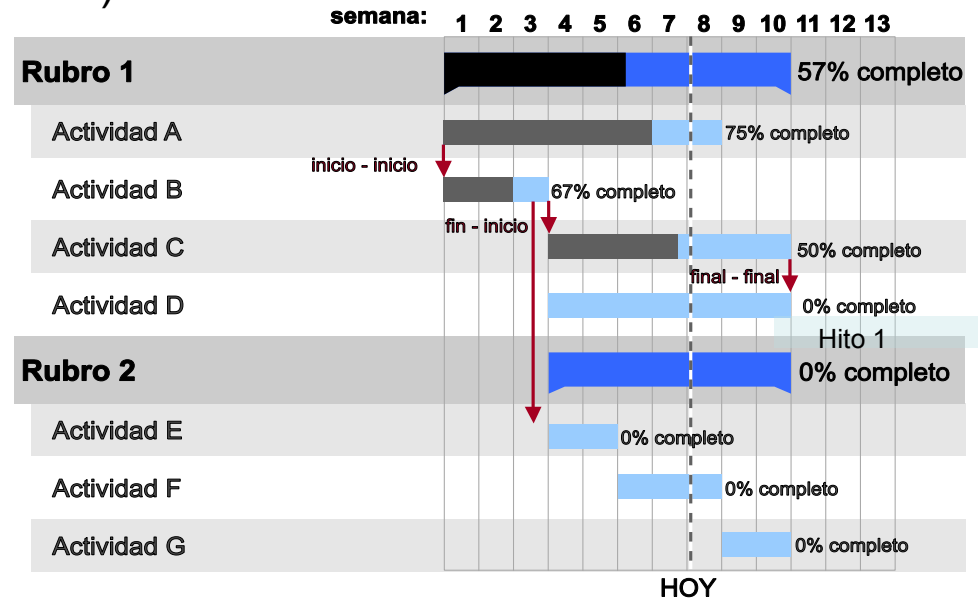 )
semana: 1 2 3 4 5 6 7 8 9 10 11 12 13
Rubro 1 57% completo
Actividad A 75% completo
inicio - inicio
Actividad B 67% completo
fin - inicio
Actividad C 50% completo
final - final
Actividad D 0% completo
Hito 1
Rubro 2 0% completo
Actividad E 0% completo
Actividad F 0% completo
Actividad G 0% completo
HOY